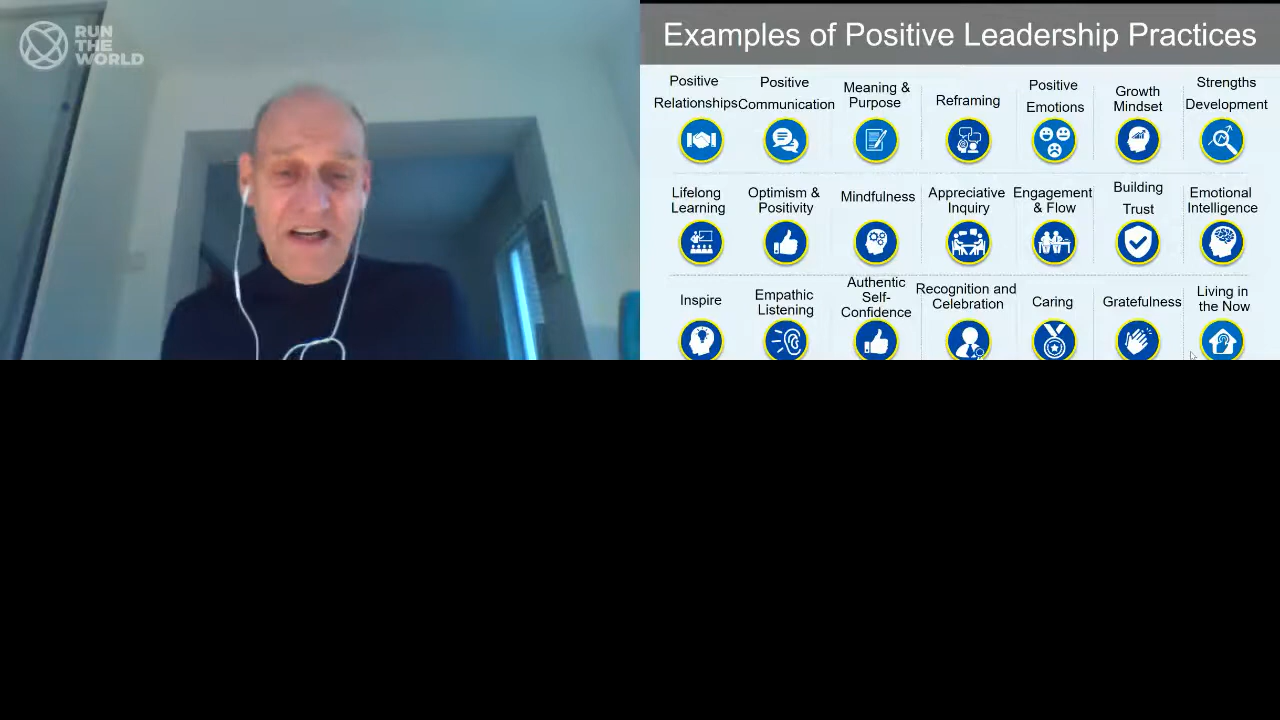 RUN
THE
WORLD
Examples of Positive Leadership Practices
Positive
Relationships
Positive
Communication
Meaning &
Purpose
Reframing
Positive
Emotions
Growth
Mindset
Strengths
Development
Lifelong
Learning
Optimism &
Positivity
Mindfulness
Appreciative
Inquiry
Engagement
& Flow
Building
Trust
Emotional
Intelligence
Inspire
Empathic
Listening
Authentic
Self-
Confidence
Recognition and
Celebration
Caring
Gratefulness
Living in
the Now